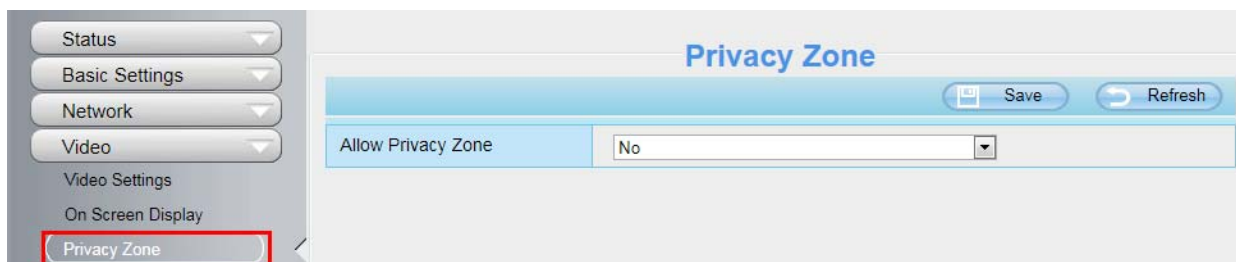 Status
Basic Settings
Network
Video
Video Settings
On Screen Display
Privacy Zone
Privacy Zone
Save Refresh
Allow Privacy Zone No